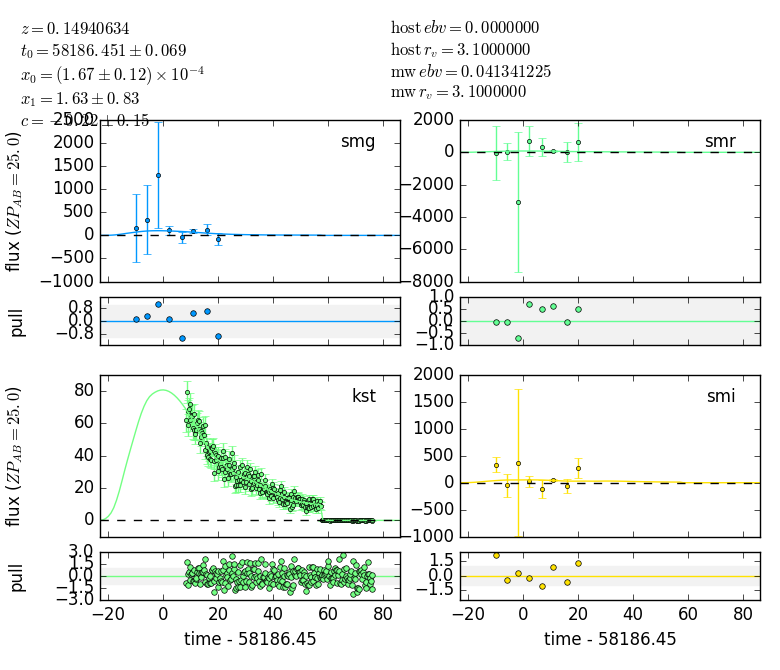 z = 0.14940634
t₀ = 58186.451 ± 0.069
x₀ = (1.67 ± 0.12) × 10⁻⁴
x₁ = 1.63 ± 0.83
c = −0.22 ± 0.15
host ebv = 0.0000000
host r_v = 3.1000000
mw ebv = 0.041341225
mw r_v = 3.1000000
flux (ZP_AB = 25.0)
2500
2000
1500
1000
500
0
−500
−1000
smg
2000
0
−2000
−4000
−6000
−8000
smr
pull
0.8
0.0
−0.8
1.0
0.5
0.0
−0.5
−1.0
flux (ZP_AB = 25.0)
80
60
40
20
0
kst
2000
1500
1000
500
0
−500
−1000
smi
pull
3.0
1.5
0.0
−1.5
−3.0
−20 0 20 40 60 80
time - 58186.45
1.5
0.0
−1.5
−20 0 20 40 60 80
time - 58186.45